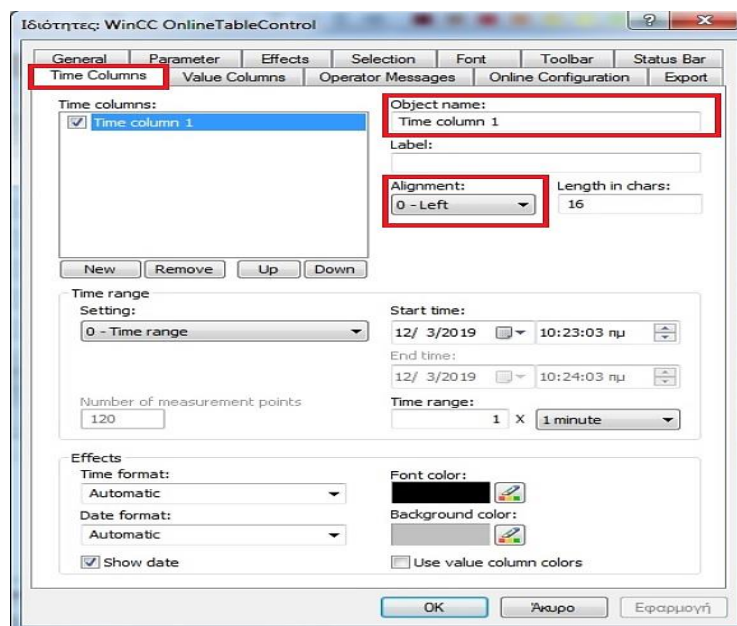 Ιδιότητες: WinCC OnlineTableControl
General Parameter Effects Selection Font Toolbar Status Bar
Time Columns Value Columns Operator Messages Online Configuration Export
Time columns:
Time column 1
Object name:
Time column 1
Label:
Alignment: Length in chars:
0 - Left 16
New Remove Up Down
Time range
Setting:
0 - Time range
Start time:
12/ 3/2019 10:23:03 πμ
End time:
12/ 3/2019 10:24:03 πμ
Number of measurement points
120
Time range:
1 X 1 minute
Effects
Time format:
Automatic
Font color:
Date format:
Automatic
Background color:
Show date
Use value column colors
OK Άκυρο Εφαρμογή